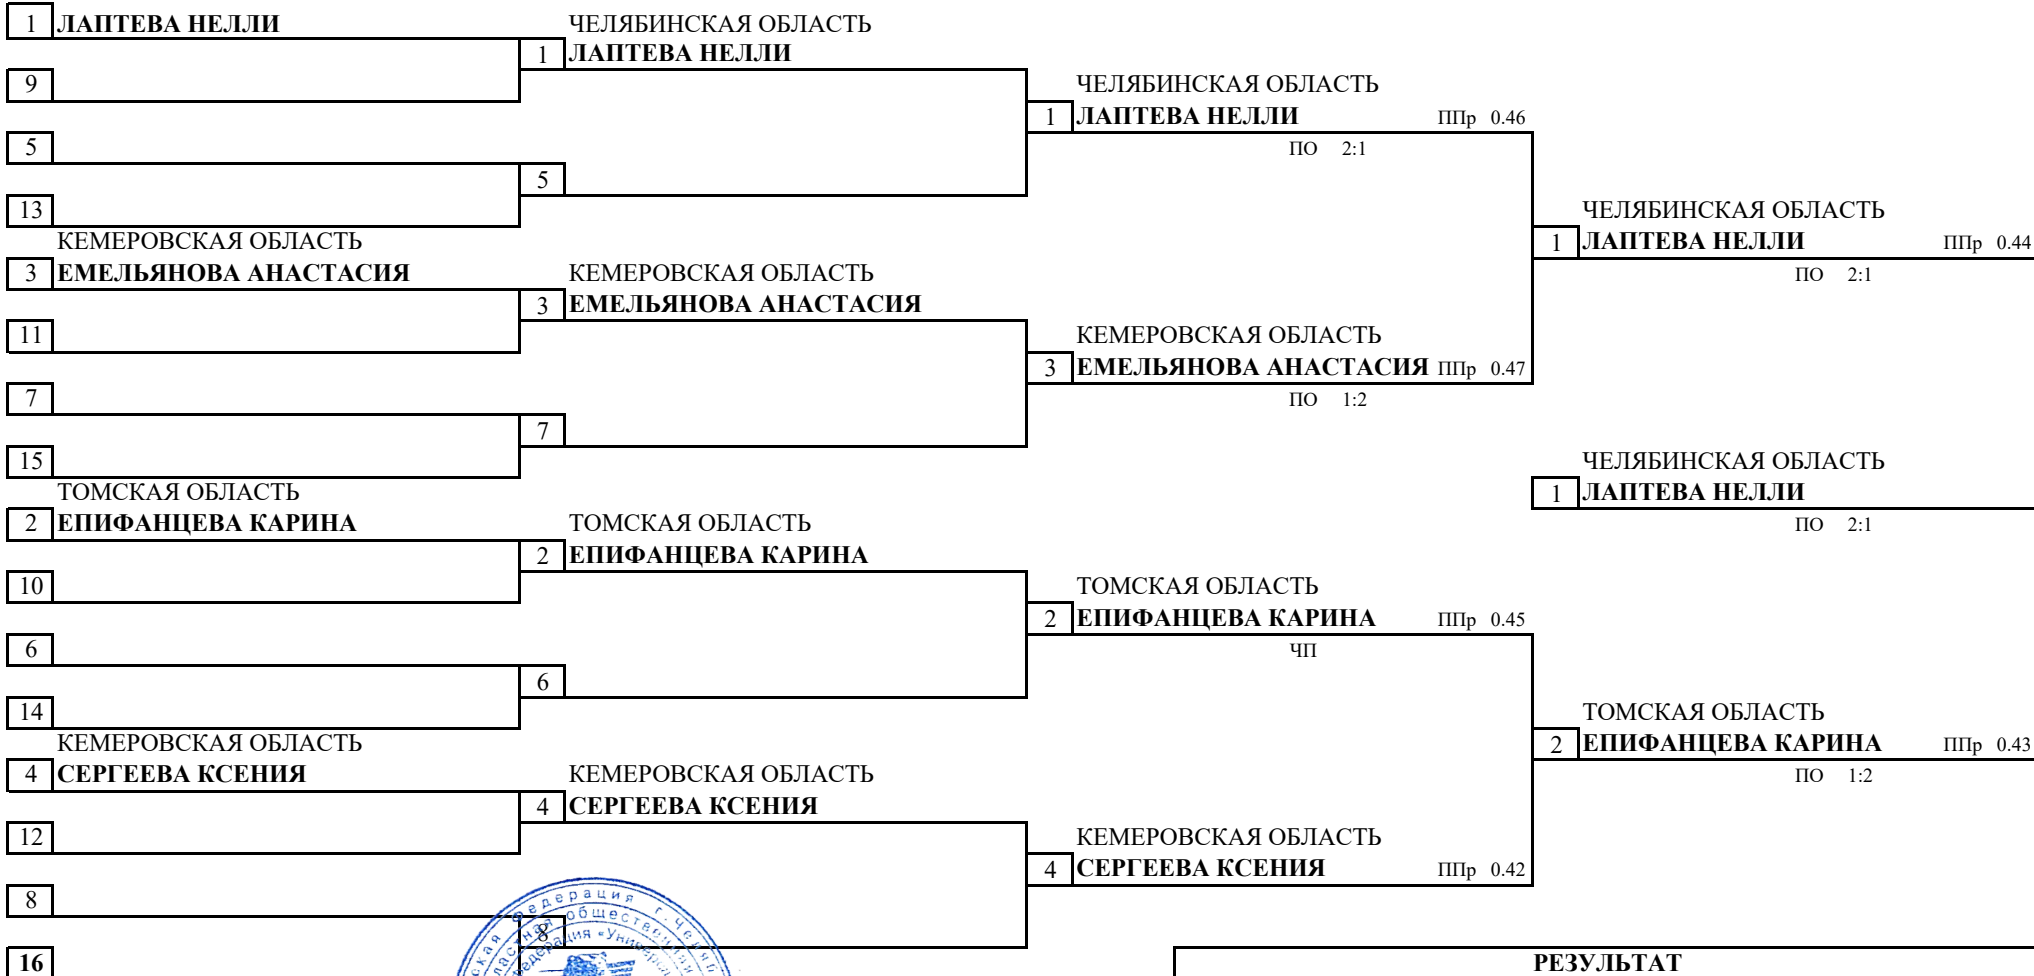 1 ЛАПТЕВА НЕЛЛИ
9
5
13
КЕМЕРОВСКАЯ ОБЛАСТЬ
3 ЕМЕЛЬЯНОВА АНАСТАСИЯ
11
7
15
ТОМСКАЯ ОБЛАСТЬ
2 ЕПИФАНЦЕВА КАРИНА
10
6
14
КЕМЕРОВСКАЯ ОБЛАСТЬ
4 СЕРГЕЕВА КСЕНИЯ
12
8
16
ЧЕЛЯБИНСКАЯ ОБЛАСТЬ
1 ЛАПТЕВА НЕЛЛИ
5
КЕМЕРОВСКАЯ ОБЛАСТЬ
3 ЕМЕЛЬЯНОВА АНАСТАСИЯ
7
ТОМСКАЯ ОБЛАСТЬ
2 ЕПИФАНЦЕВА КАРИНА
6
КЕМЕРОВСКАЯ ОБЛАСТЬ
4 СЕРГЕЕВА КСЕНИЯ
8
ЧЕЛЯБИНСКАЯ ОБЛАСТЬ
1 ЛАПТЕВА НЕЛЛИ ППр 0.46
ПО 2:1
КЕМЕРОВСКАЯ ОБЛАСТЬ
3 ЕМЕЛЬЯНОВА АНАСТАСИЯ ППр 0.47
ПО 1:2
ТОМСКАЯ ОБЛАСТЬ
2 ЕПИФАНЦЕВА КАРИНА ППр 0.45
ЧП
КЕМЕРОВСКАЯ ОБЛАСТЬ
4 СЕРГЕЕВА КСЕНИЯ ППр 0.42
ЧЕЛЯБИНСКАЯ ОБЛАСТЬ
1 ЛАПТЕВА НЕЛЛИ ППр 0.44
ПО 2:1
ЧЕЛЯБИНСКАЯ ОБЛАСТЬ
1 ЛАПТЕВА НЕЛЛИ
ПО 2:1
ТОМСКАЯ ОБЛАСТЬ
2 ЕПИФАНЦЕВА КАРИНА ППр 0.43
ПО 1:2
РЕЗУЛЬТАТ
федерация г.